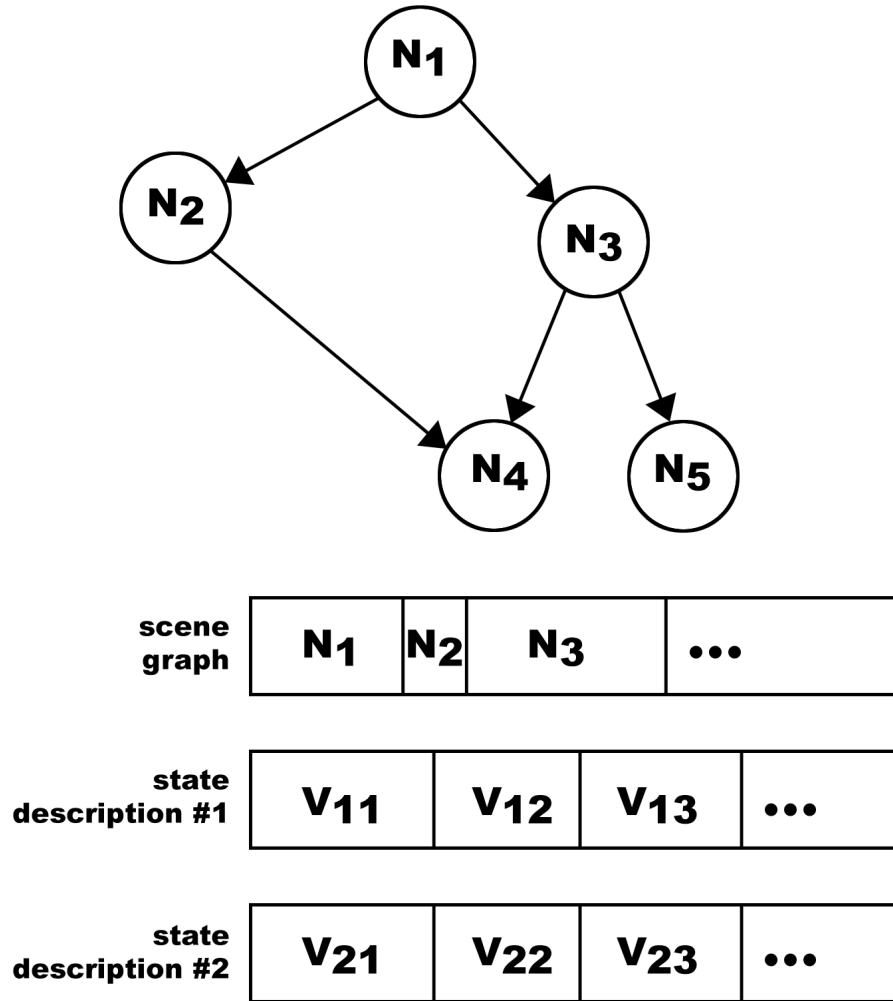 N1
N2
N3
N4 N5
scene graph N1 N2 N3 •••
state description #1 V11 V12 V13 •••
state description #2 V21 V22 V23 •••